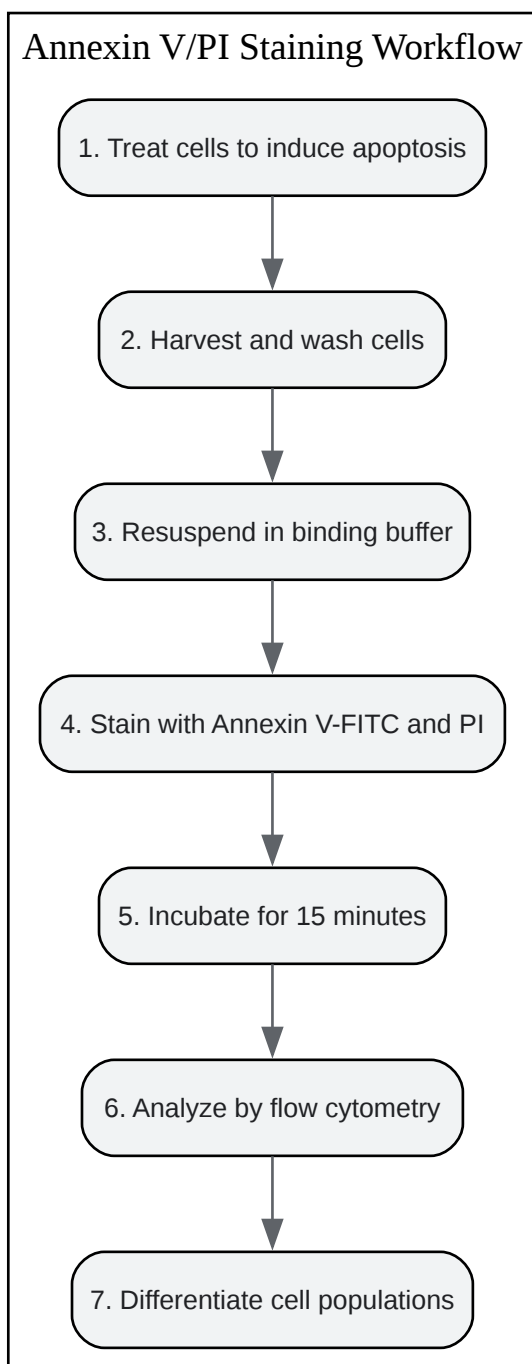 Annexin V/PI Staining Workflow
1. Treat cells to induce apoptosis
2. Harvest and wash cells
3. Resuspend in binding buffer
4. Stain with Annexin V-FITC and PI
5. Incubate for 15 minutes
6. Analyze by flow cytometry
7. Differentiate cell populations